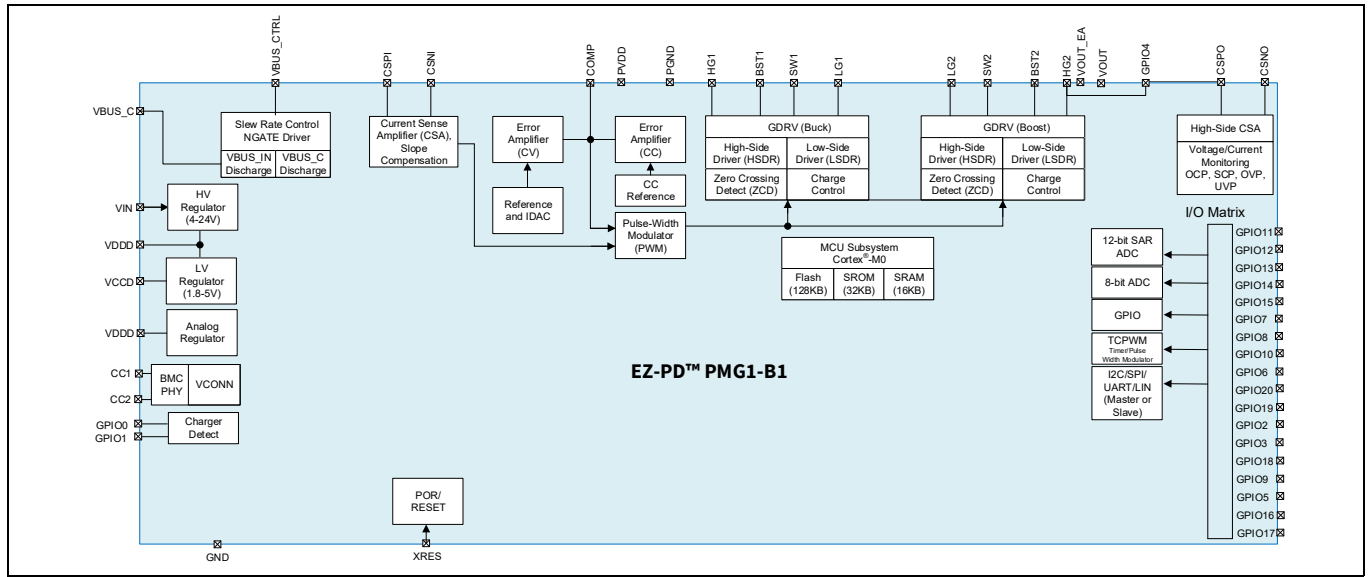 VBUS_CTRL
CSPI
CSNI
COMP
PVDD
PGND
HG1
BST1
SW1
LG1
LG2
SW2
BST2
HG2
VOUT_EA
VOUT
GPIO4
CSPO
CSNO
VBUS_C
Slew Rate Control
NGATE Driver
VBUS_IN
Discharge
VBUS_C
Discharge
Current Sense
Amplifier (CSA),
Slope
Compensation
Error
Amplifier
(CV)
Error
Amplifier
(CC)
Reference
and IDAC
CC
Reference
Pulse-Width
Modulator
(PWM)
GDRV (Buck)
High-Side
Driver (HSDR)
Low-Side
Driver (LSDR)
Zero Crossing
Detect (ZCD)
Charge
Control
GDRV (Boost)
High-Side
Driver (HSDR)
Low-Side
Driver (LSDR)
Zero Crossing
Detect (ZCD)
Charge
Control
High-Side CSA
Voltage/Current
Monitoring
OCP, SCP, OVP,
UVP
VIN
HV
Regulator
(4-24V)
VDDD
VCCD
LV
Regulator
(1.8-5V)
VDDD
Analog
Regulator
CC1
CC2
BMC
PHY
VCONN
GPIO0
GPIO1
Charger
Detect
MCU Subsystem
Cortex®-M0
Flash
(128KB)
SROM
(32KB)
SRAM
(16KB)
EZ-PD™ PMG1-B1
I/O Matrix
12-bit SAR
ADC
8-bit ADC
GPIO
TCPWM
Timer/Pulse
Width Modulator
I2C/SPI/
UART/LIN
(Master or
Slave)
GPIO11
GPIO12
GPIO13
GPIO14
GPIO15
GPIO7
GPIO8
GPIO10
GPIO6
GPIO20
GPIO19
GPIO2
GPIO3
GPIO18
GPIO9
GPIO5
GPIO16
GPIO17
POR/
RESET
GND
XRES